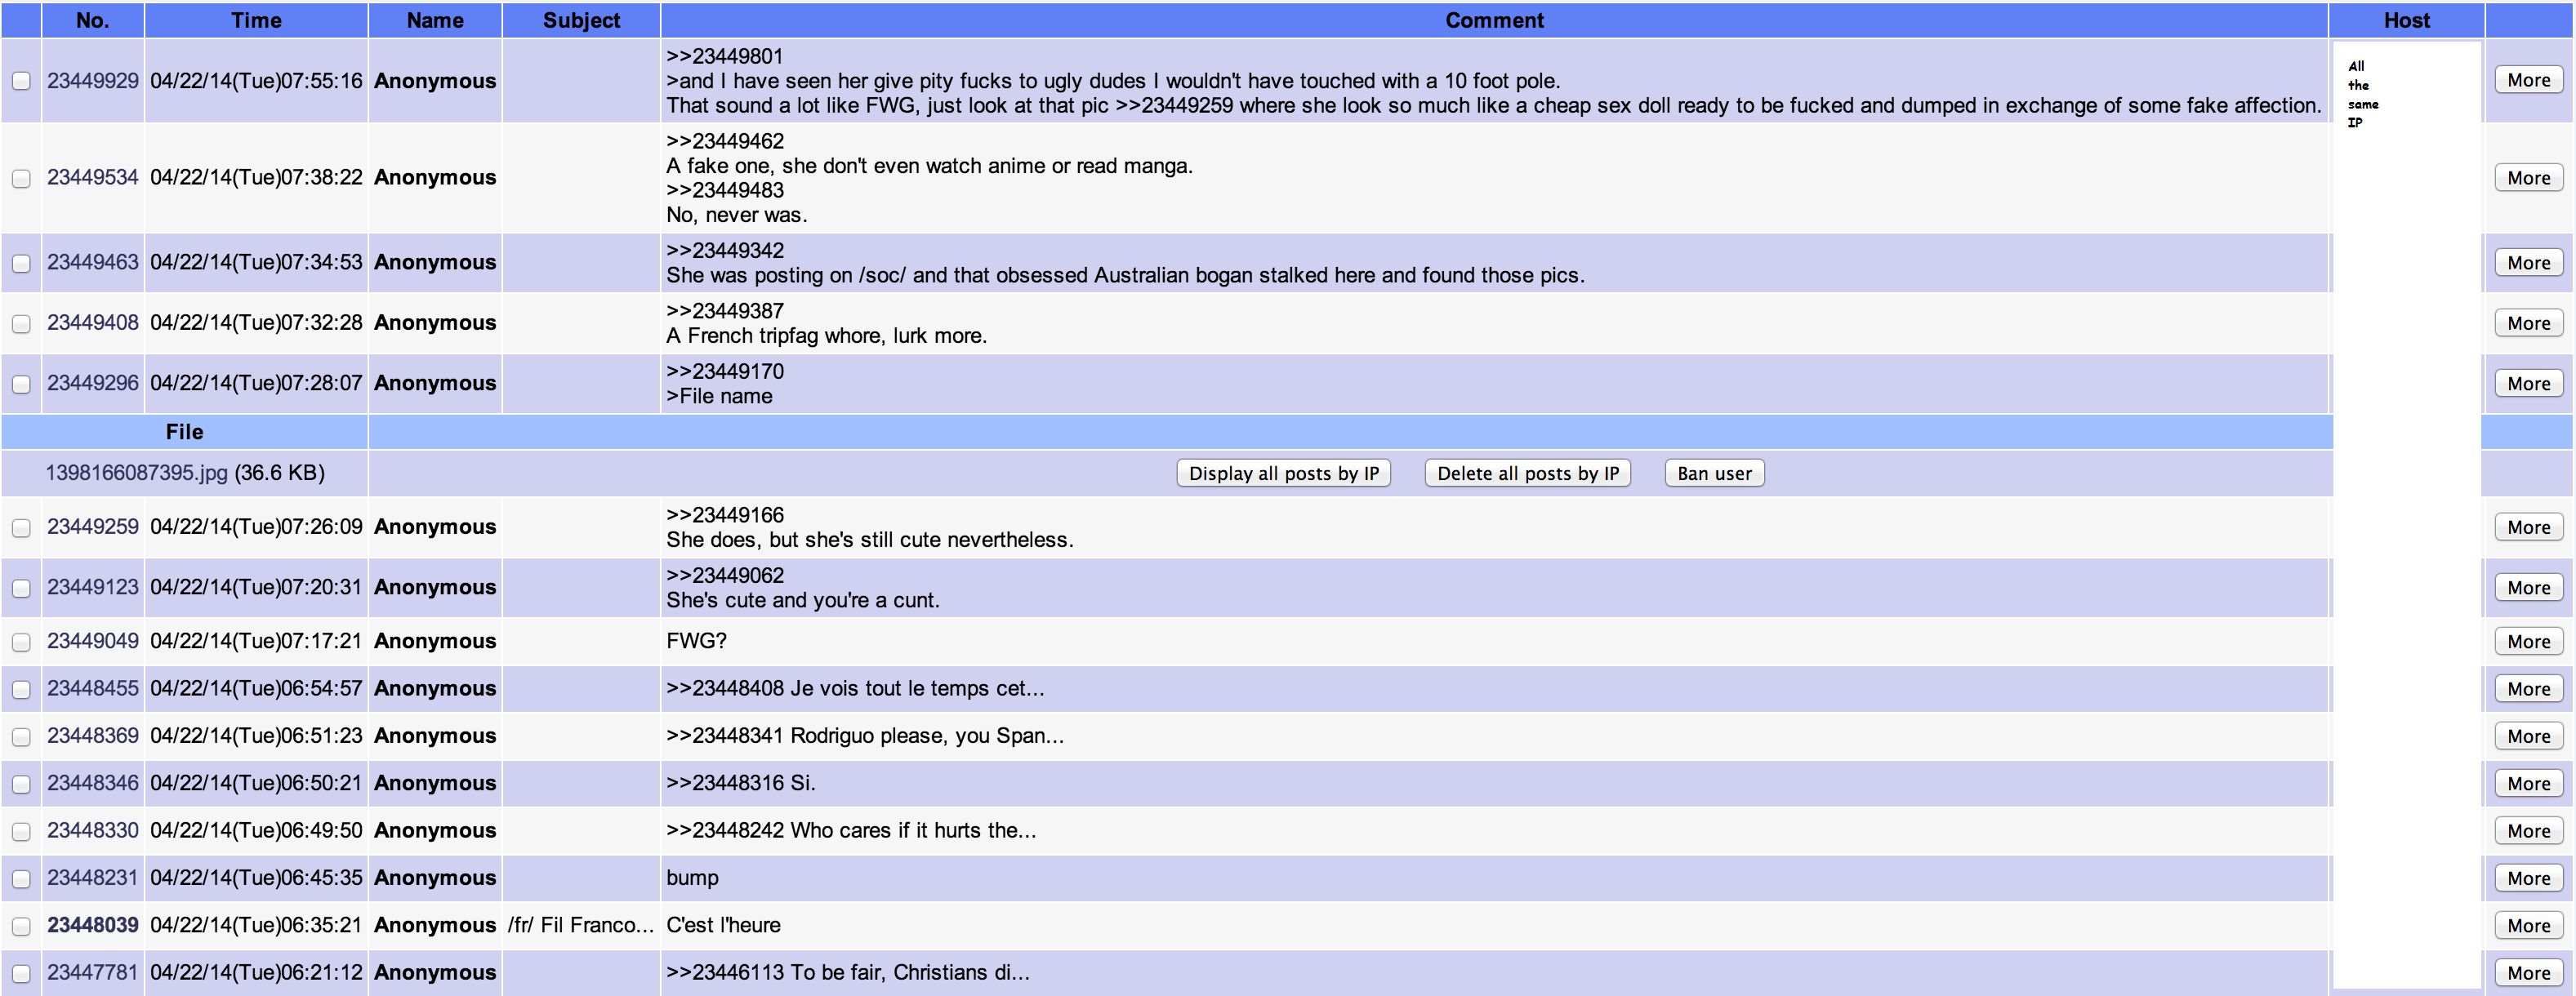 No. Time Name Subject Comment Host
>>23449801
23449929 04/22/14(Tue)07:55:16 Anonymous >and I have seen her give pity fucks to ugly dudes I wouldn't have touched with a 10 foot pole. More
That sound a lot like FWG, just look at that pic >>23449259 where she look so much like a cheap sex doll ready to be fucked and dumped in exchange of some fake affection.
All
the
same
IP
>>23449462
A fake one, she don't even watch anime or read manga.
23449534 04/22/14(Tue)07:38:22 Anonymous More
>>23449483
No, never was.
>>23449342
23449463 04/22/14(Tue)07:34:53 Anonymous More
She was posting on /soc/ and that obsessed Australian bogan stalked here and found those pics.
>>23449387
23449408 04/22/14(Tue)07:32:28 Anonymous More
A French tripfag whore, lurk more.
>>23449170
23449296 04/22/14(Tue)07:28:07 Anonymous More
>File name
File
1398166087395.jpg (36.6 KB) Display all posts by IP Delete all posts by IP Ban user
>>23449166
23449259 04/22/14(Tue)07:26:09 Anonymous More
She does, but she's still cute nevertheless.
>>23449062
23449123 04/22/14(Tue)07:20:31 Anonymous More
She's cute and you're a cunt.
23449049 04/22/14(Tue)07:17:21 Anonymous FWG? More
23448455 04/22/14(Tue)06:54:57 Anonymous >>23448408 Je vois tout le temps cet... More
23448369 04/22/14(Tue)06:51:23 Anonymous >>23448341 Rodriguo please, you Span... More
23448346 04/22/14(Tue)06:50:21 Anonymous >>23448316 Si. More
23448330 04/22/14(Tue)06:49:50 Anonymous >>23448242 Who cares if it hurts the... More
23448231 04/22/14(Tue)06:45:35 Anonymous bump More
23448039 04/22/14(Tue)06:35:21 Anonymous /fr/ Fil Franco... C'est l'heure More
23447781 04/22/14(Tue)06:21:12 Anonymous >>23446113 To be fair, Christians di... More